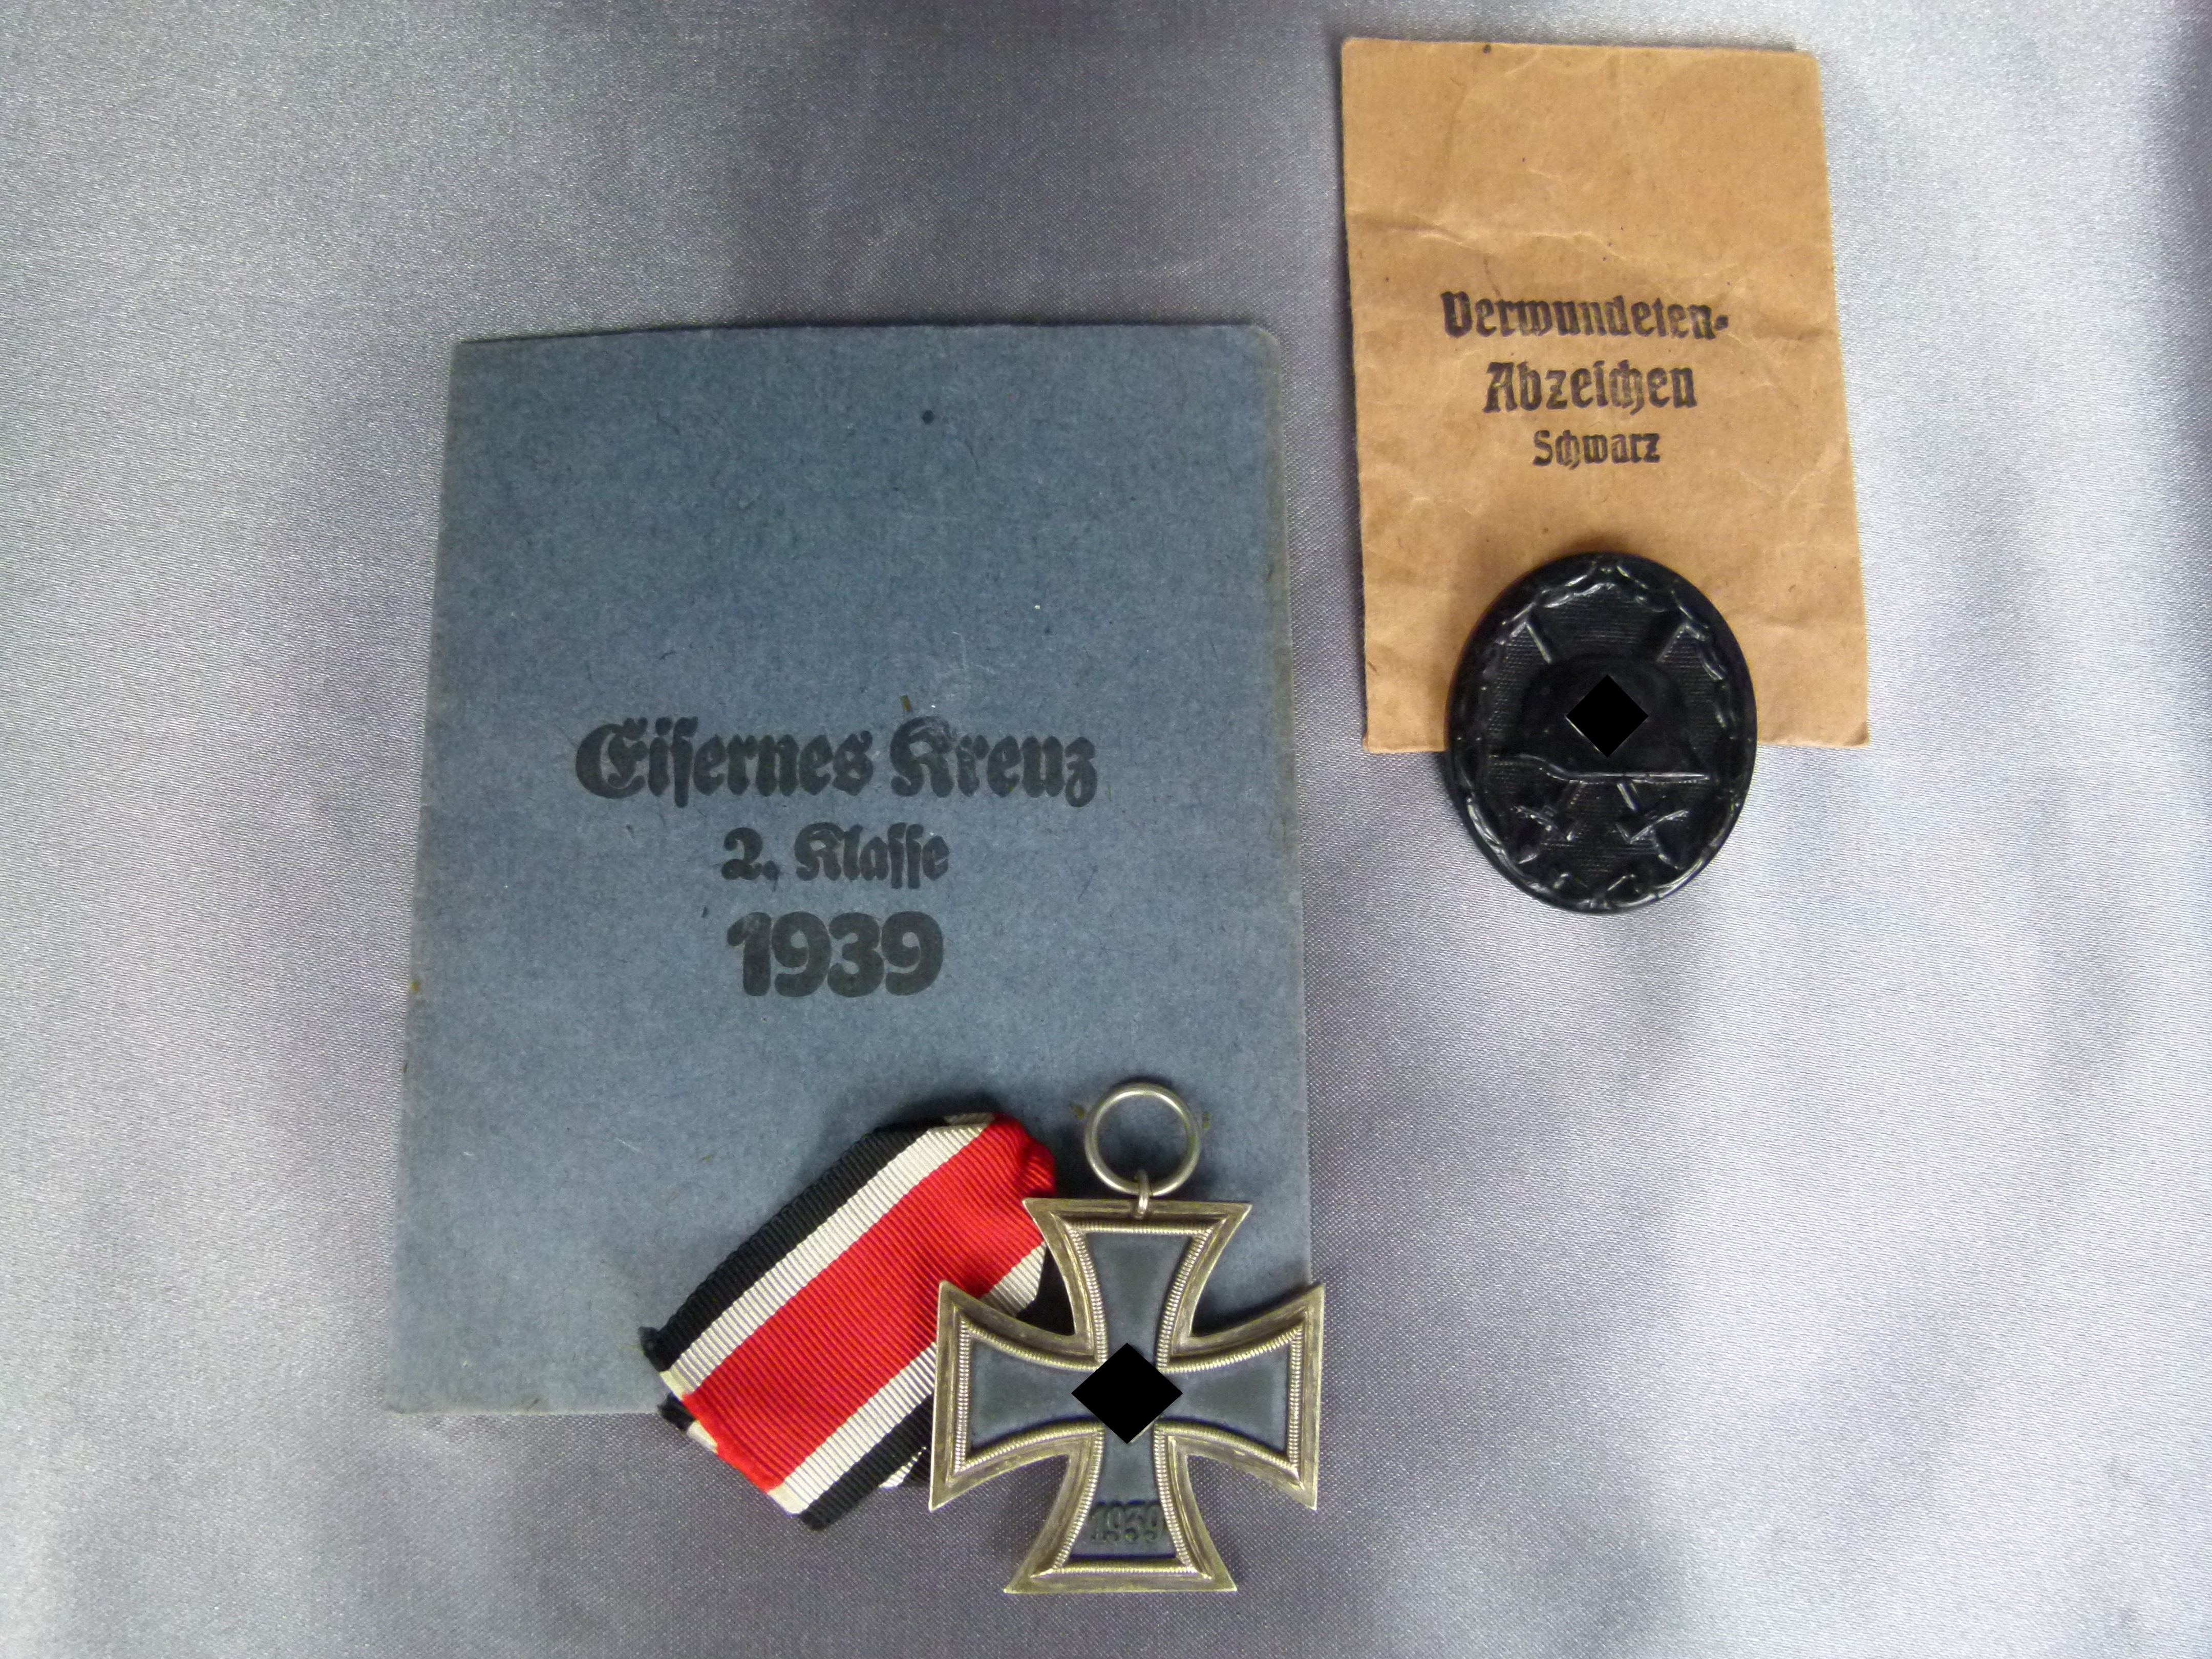 Verwundeten-
Abzeichen
Schwarz
Eiſernes Kreuz
2. Klaſſe
1939
1939